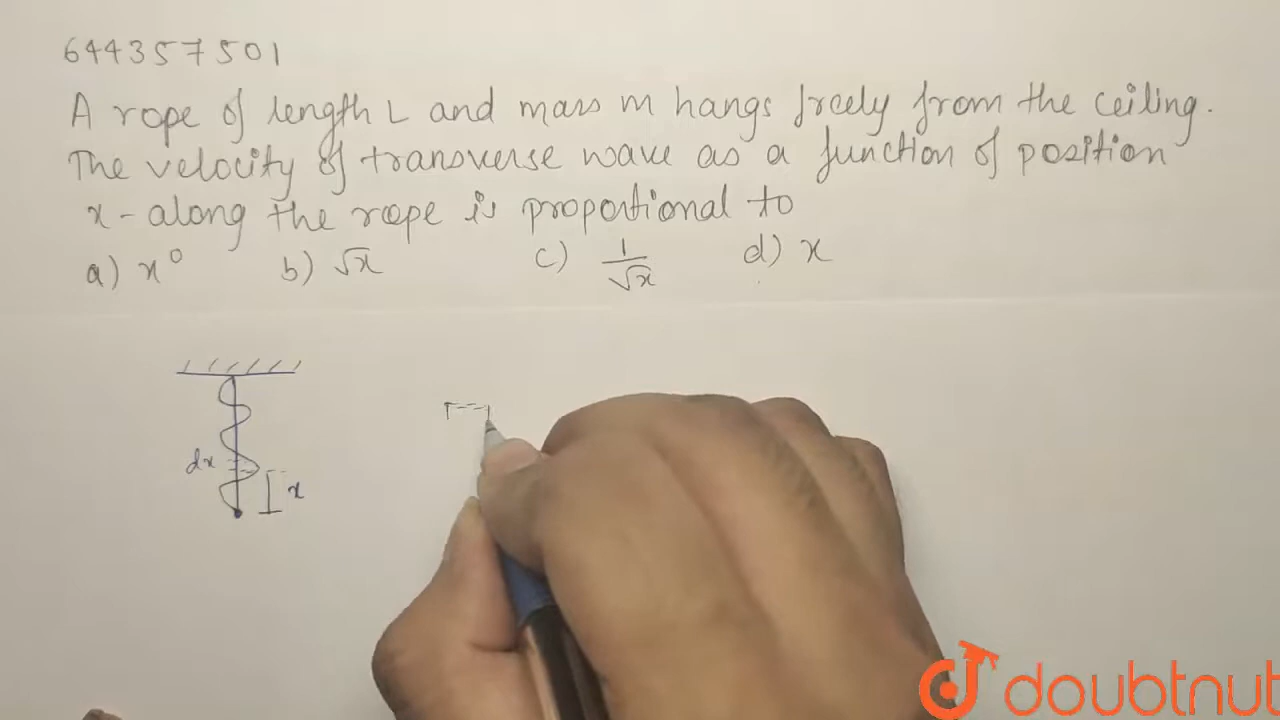 644357501
A rope of length L and mass m hangs freely from the ceiling.
The velocity of transverse wave as a function of position
x - along the rope is proportional to
a) x⁰ b) √x c) 1/√x d) x
dx
x
doubtnut